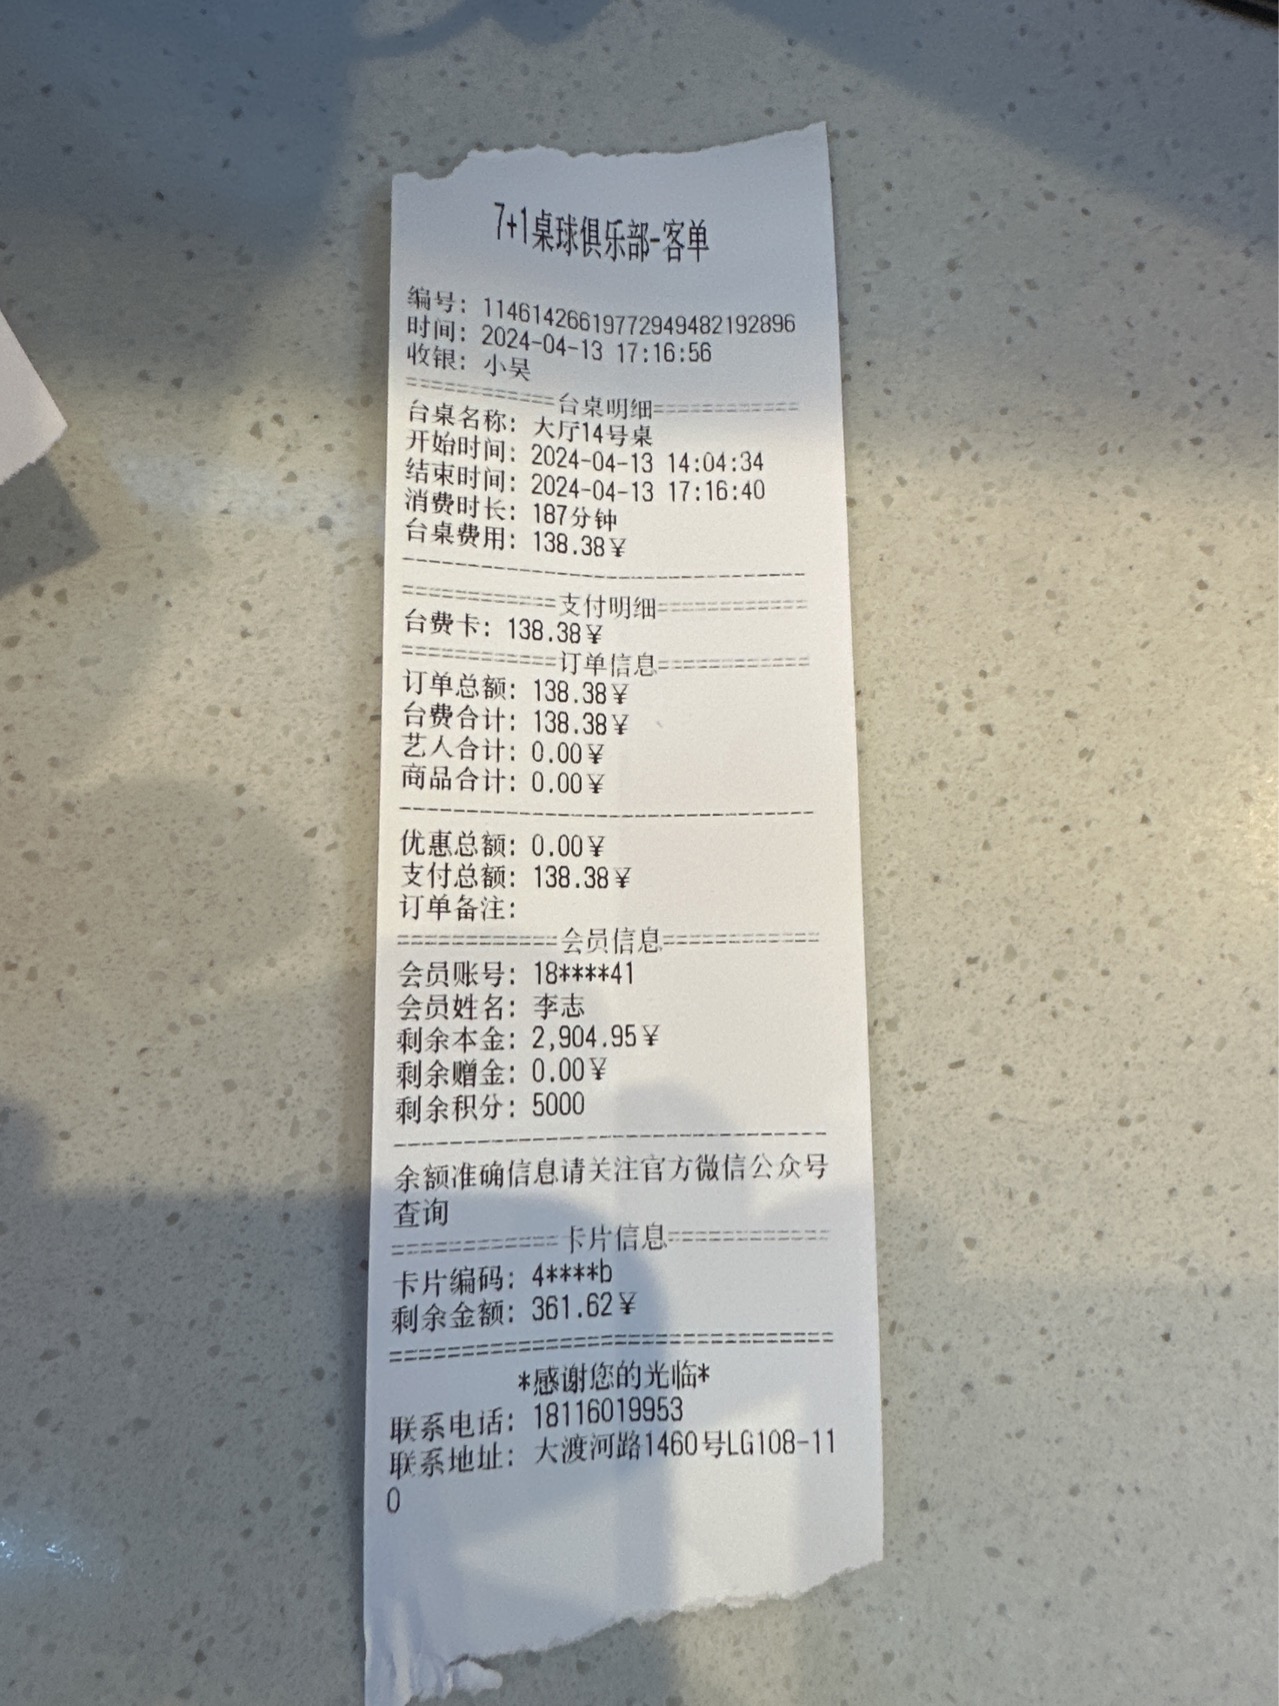 7+1桌球俱乐部-客单
编号: 11461426619772949482192896
时间: 2024-04-13 17:16:56
收银: 小吴
===========台桌明细===========
台桌名称: 大厅14号桌
开始时间: 2024-04-13 14:04:34
结束时间: 2024-04-13 17:16:40
消费时长: 187分钟
台桌费用: 138.38¥
--------------------------------
===========支付明细===========
台费卡: 138.38¥
===========订单信息===========
订单总额: 138.38¥
台费合计: 138.38¥
艺人合计: 0.00¥
商品合计: 0.00¥
--------------------------------
优惠总额: 0.00¥
支付总额: 138.38¥
订单备注:
===========会员信息===========
会员账号: 18****41
会员姓名: 李志
剩余本金: 2,904.95¥
剩余赠金: 0.00¥
剩余积分: 5000
--------------------------------
余额准确信息请关注官方微信公众号
查询
===========卡片信息===========
卡片编码: 4****b
剩余金额: 361.62¥
================================
*感谢您的光临*
联系电话: 18116019953
联系地址: 大渡河路1460号LG108-11
0